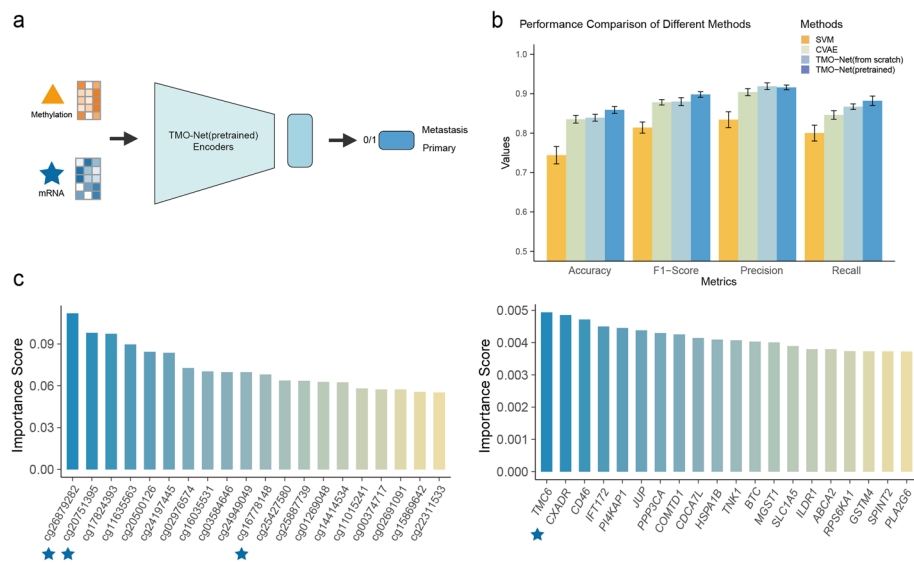 a
Methylation
mRNA
TMO-Net(pretrained)
Encoders
0/1
Metastasis
Primary
b
Performance Comparison of Different Methods
Methods
SVM
CVAE
TMO-Net(from scratch)
TMO-Net(pretrained)
Values
1.0
0.9
0.8
0.7
0.6
0.5
Accuracy
F1-Score
Precision
Recall
Metrics
c
Importance Score
0.09
0.06
0.03
0.00
cg26879282
cg20751395
cg17824393
cg11635563
cg20500126
cg24197445
cg02976574
cg16035531
cg03584646
cg24949049
cg16778148
cg25427580
cg25887739
cg01269048
cg14414534
cg11015241
cg00374717
cg02691091
cg15869642
cg22311533
Importance Score
0.005
0.004
0.003
0.002
0.001
0.000
TMC6
CXADR
CD46
IFT172
PI4KAP1
JUP
PPP3CA
COMTD1
CDCA7L
HSPA1B
TNK1
BTC
MGST1
SLC1A5
ILDR1
ABCA2
RPS6KA1
GSTM4
SPINT2
PLA2G6